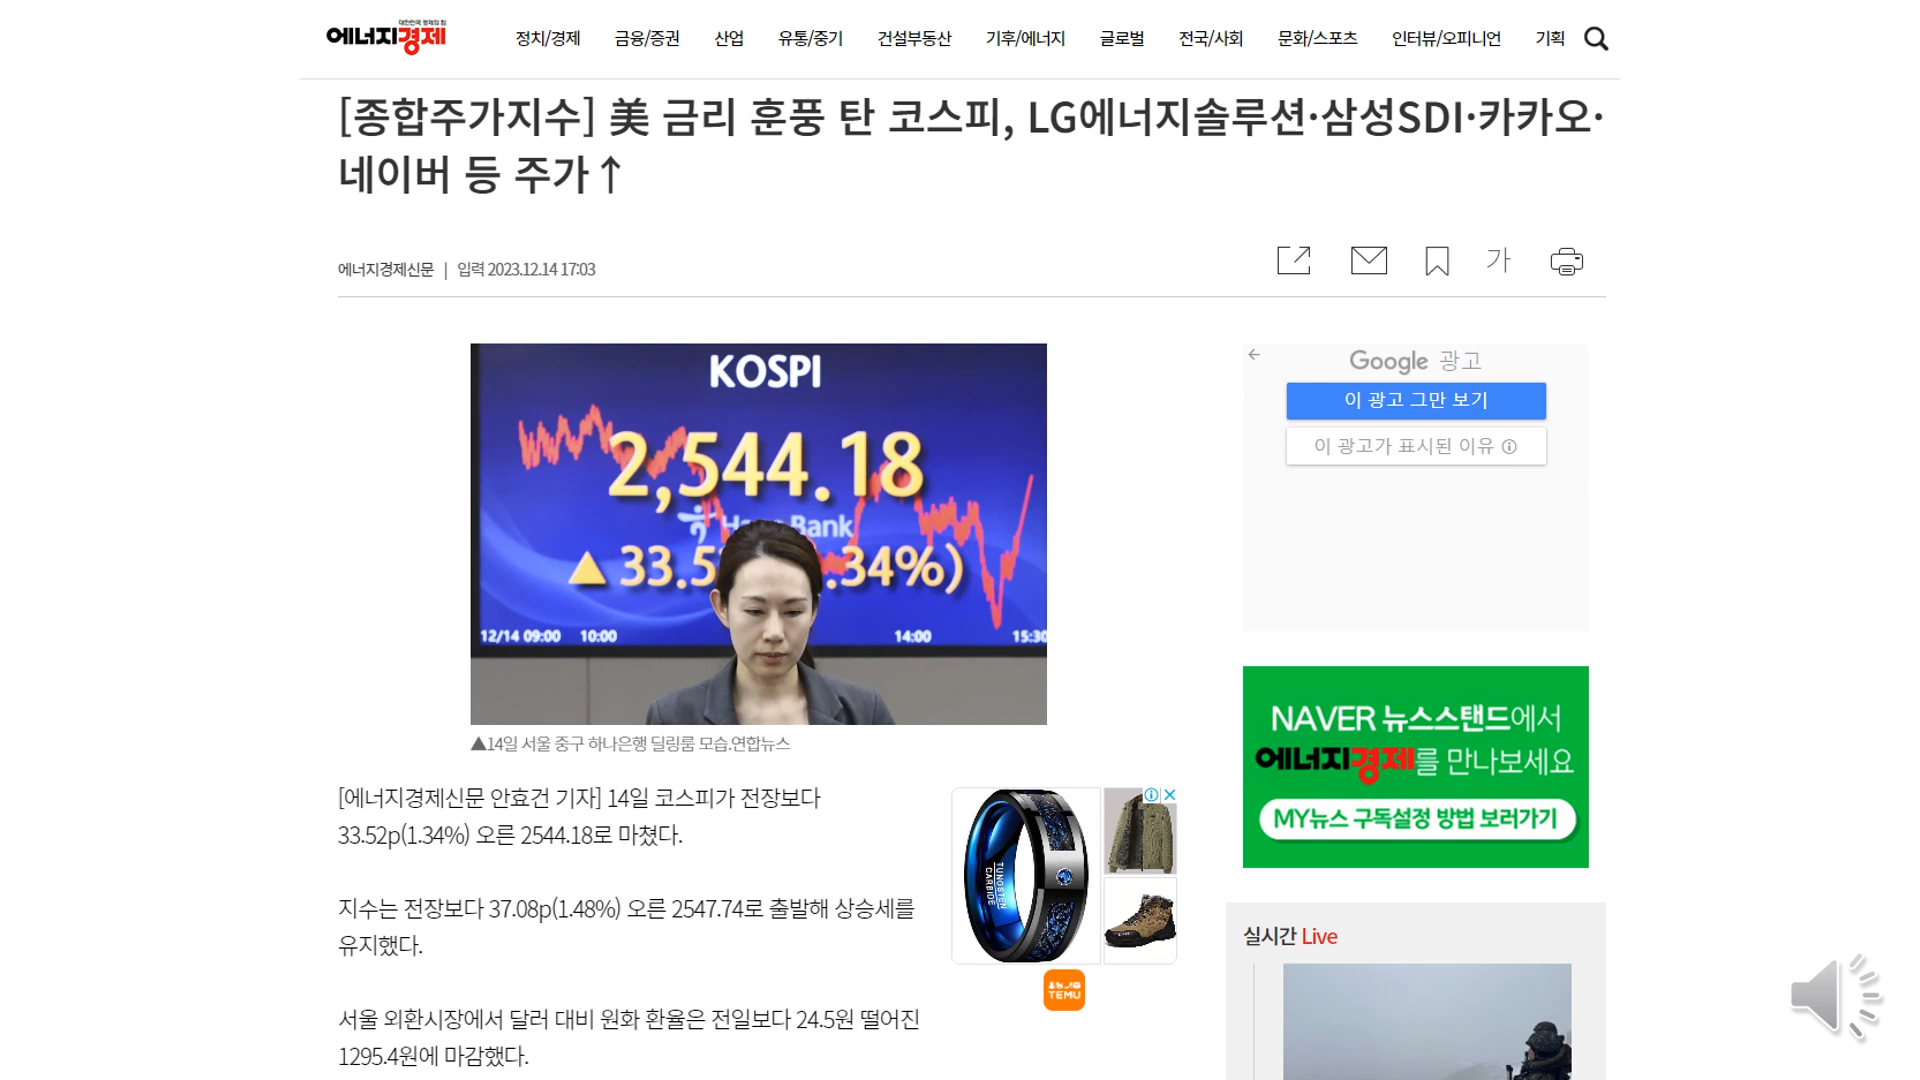 대한민국 경제의 힘
에너지경제
정치/경제 금융/증권 산업 유통/중기 건설부동산 기후/에너지 글로벌 전국/사회 문화/스포츠 인터뷰/오피니언 기획
[종합주가지수] 美 금리 훈풍 탄 코스피, LG에너지솔루션·삼성SDI·카카오·
네이버 등 주가↑
에너지경제신문 | 입력 2023.12.14 17:03
가
KOSPI
2,544.18
Bank
▲ 33.5 .34%)
12/14 09:00 10:00 14:00 15:30
▲14일 서울 중구 하나은행 딜링룸 모습.연합뉴스
[에너지경제신문 안효건 기자] 14일 코스피가 전장보다
33.52p(1.34%) 오른 2544.18로 마쳤다.
지수는 전장보다 37.08p(1.48%) 오른 2547.74로 출발해 상승세를
유지했다.
서울 외환시장에서 달러 대비 원화 환율은 전일보다 24.5원 떨어진
1295.4원에 마감했다.
TUNGSTEN
CARBIDE
TEMU
Google 광고
이 광고 그만 보기
이 광고가 표시된 이유
NAVER 뉴스스탠드에서
에너지경제를 만나보세요
MY뉴스 구독설정 방법 보러가기
실시간 Live